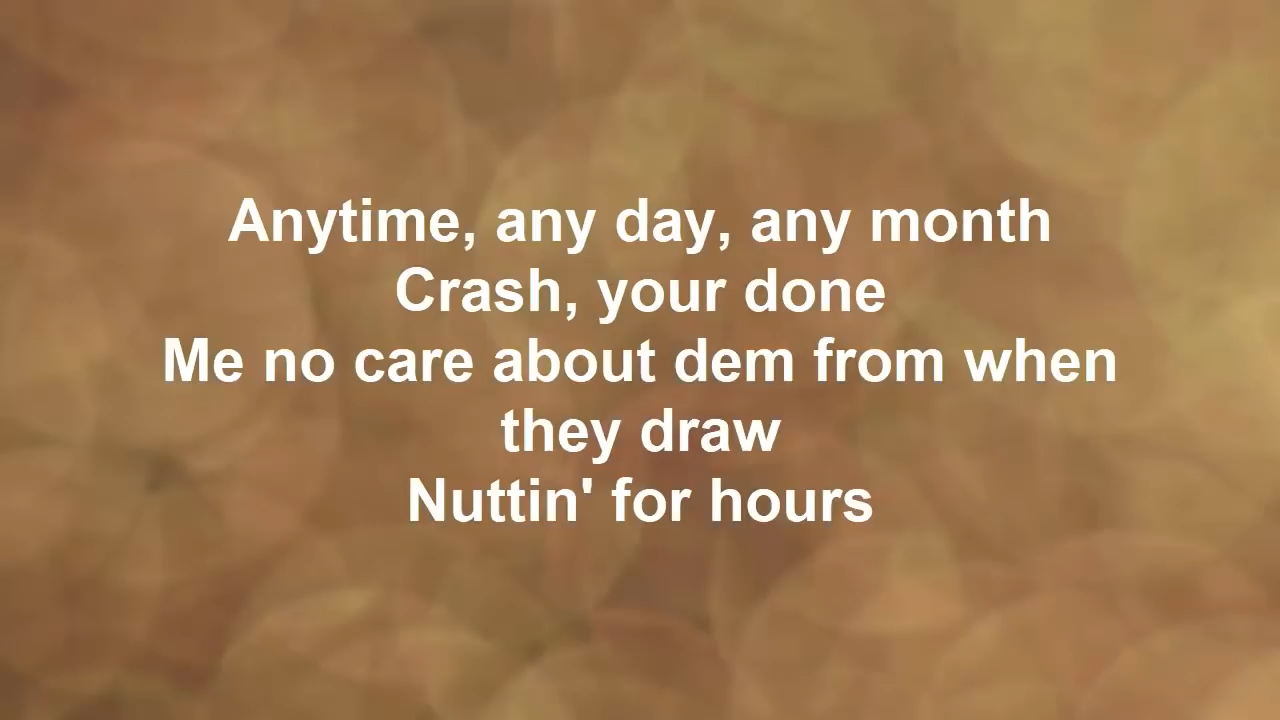 Anytime, any day, any month
Crash, your done
Me no care about dem from when
they draw
Nuttin' for hours